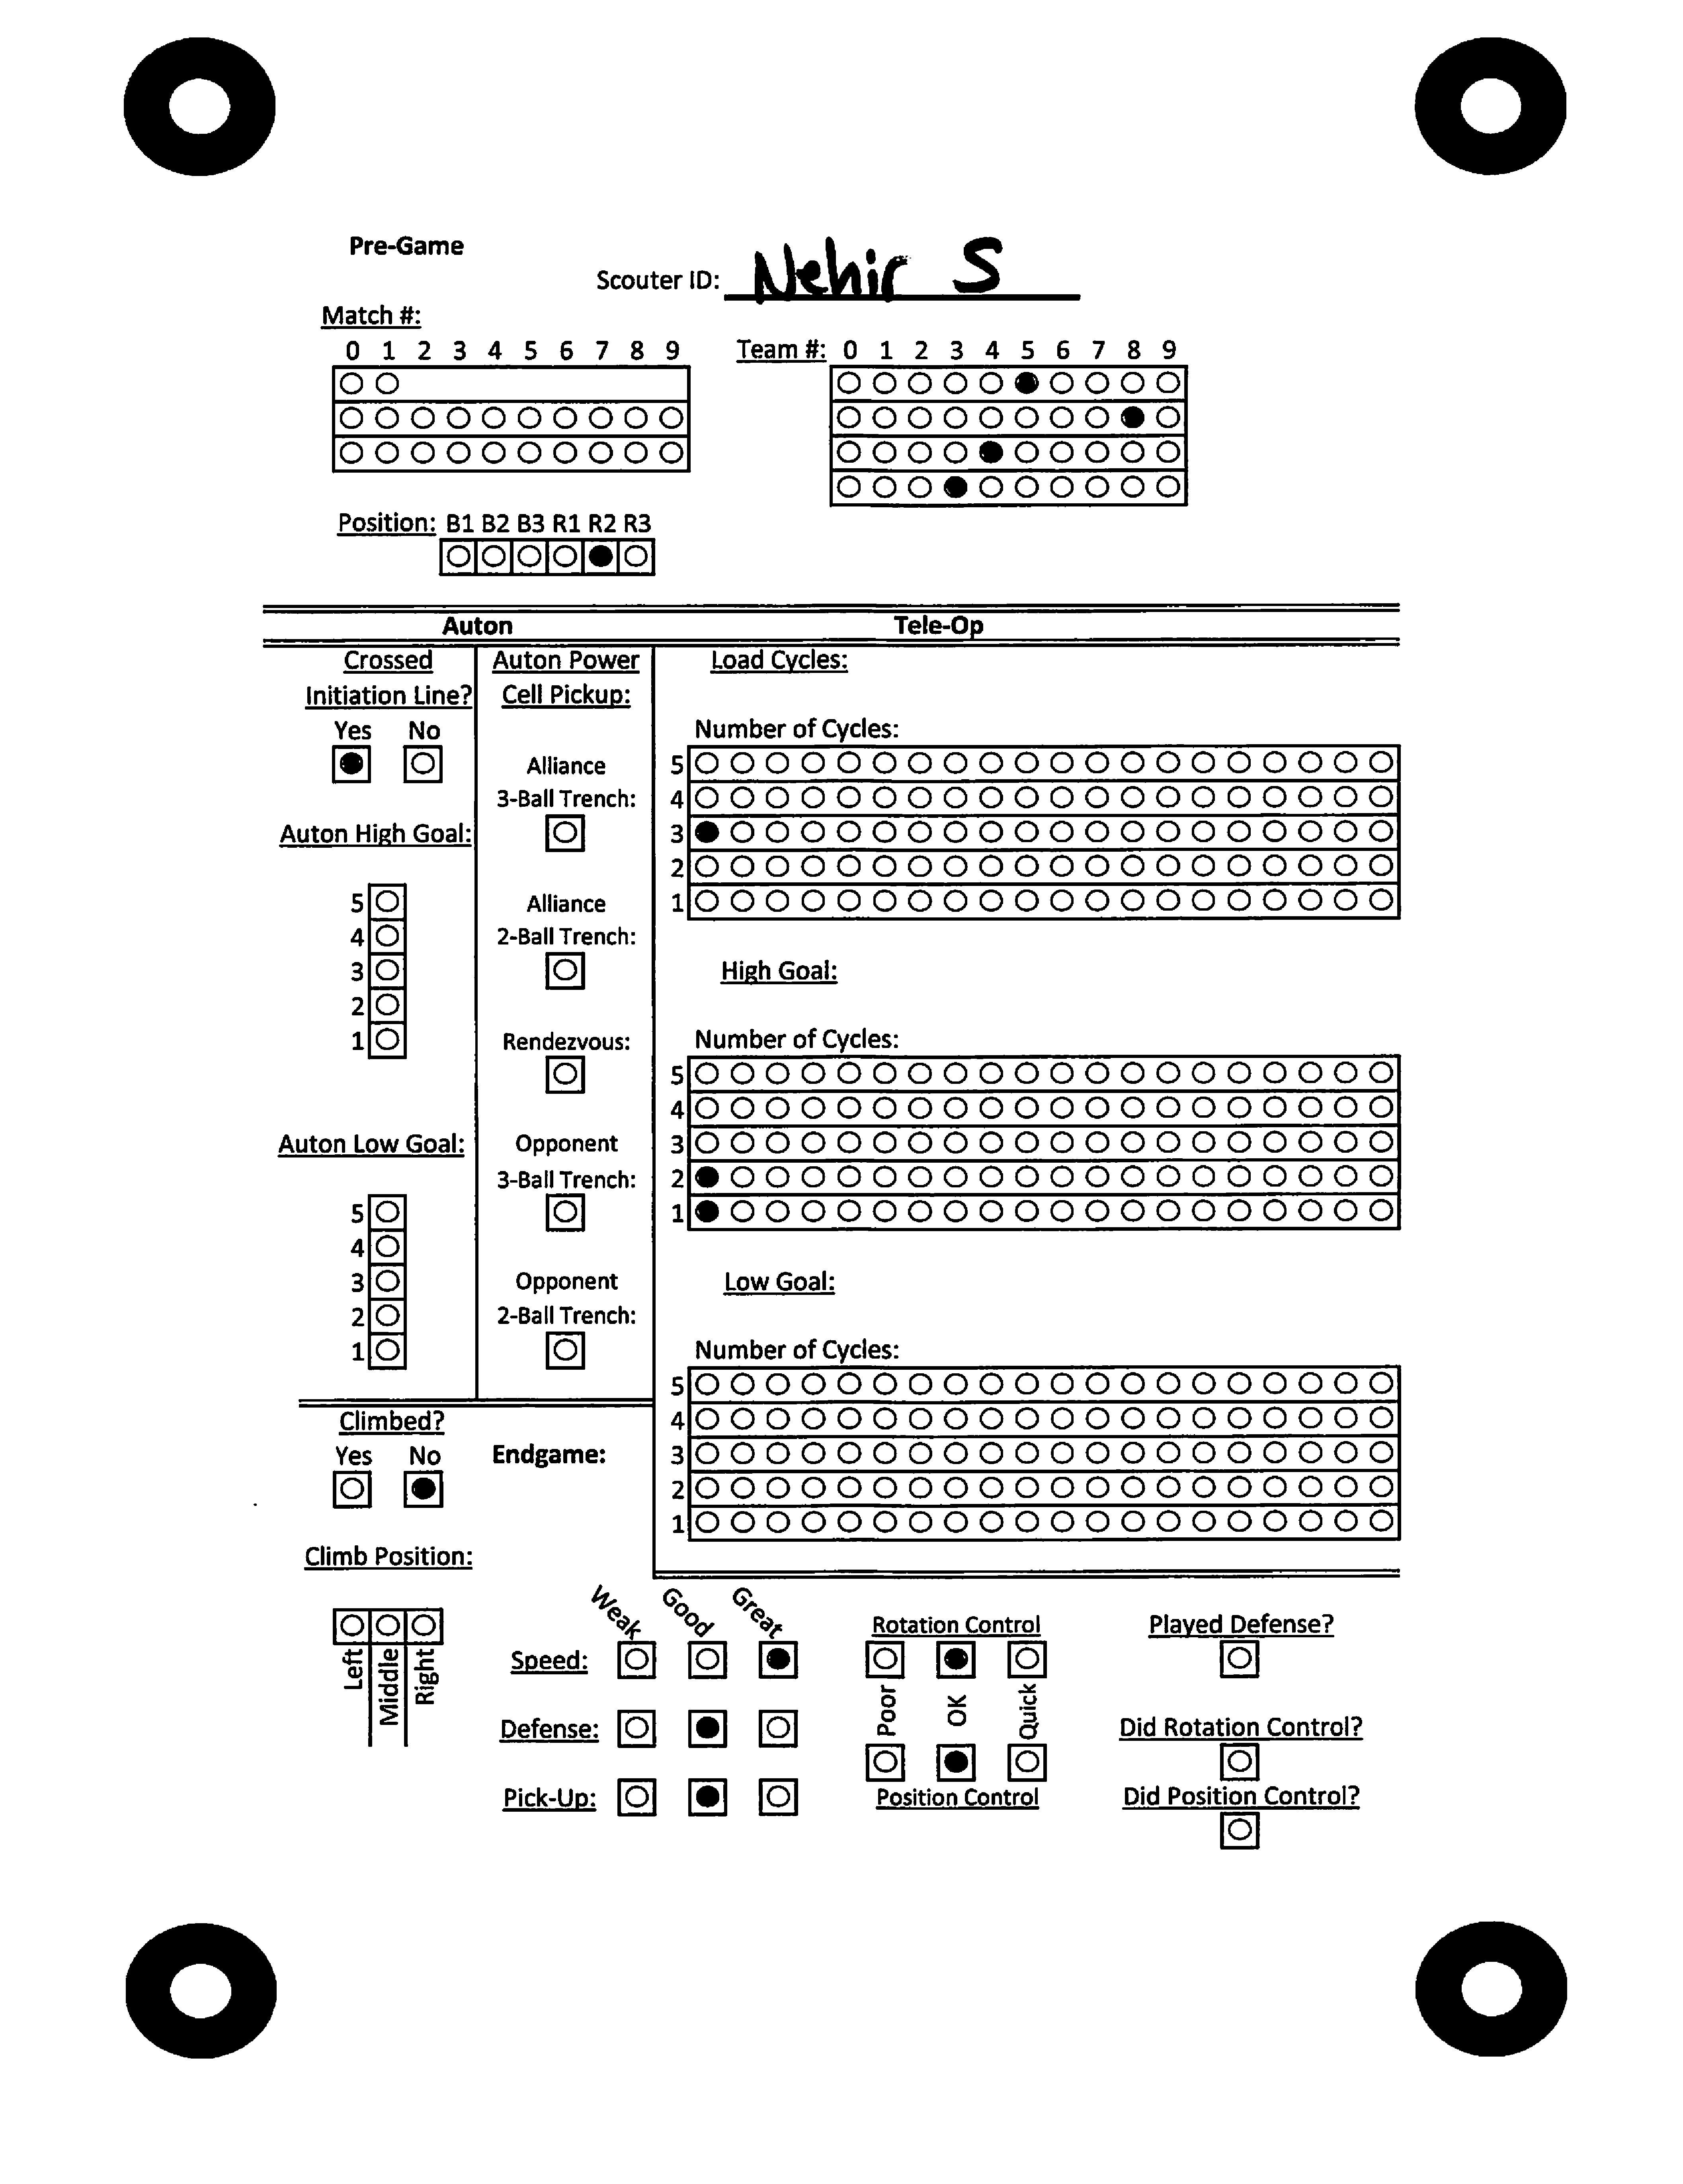 Pre-Game
Scouter ID: Nehir S
Match #:
0 1 2 3 4 5 6 7 8 9
Team #: 0 1 2 3 4 5 6 7 8 9
Position: B1 B2 B3 R1 R2 R3
Auton
Tele-Op
Crossed
Initiation Line?
Yes No
Auton High Goal:
5
4
3
2
1
Auton Low Goal:
5
4
3
2
1
Auton Power
Cell Pickup:
Alliance
3-Ball Trench:
Alliance
2-Ball Trench:
Rendezvous:
Opponent
3-Ball Trench:
Opponent
2-Ball Trench:
Load Cycles:
Number of Cycles:
5
4
3
2
1
High Goal:
Number of Cycles:
5
4
3
2
1
Low Goal:
Number of Cycles:
5
4
3
2
1
Climbed?
Yes No
Endgame:
Climb Position:
Left
Middle
Right
Weak Good Great
Speed:
Defense:
Pick-Up:
Rotation Control
Poor OK Quick
Position Control
Played Defense?
Did Rotation Control?
Did Position Control?